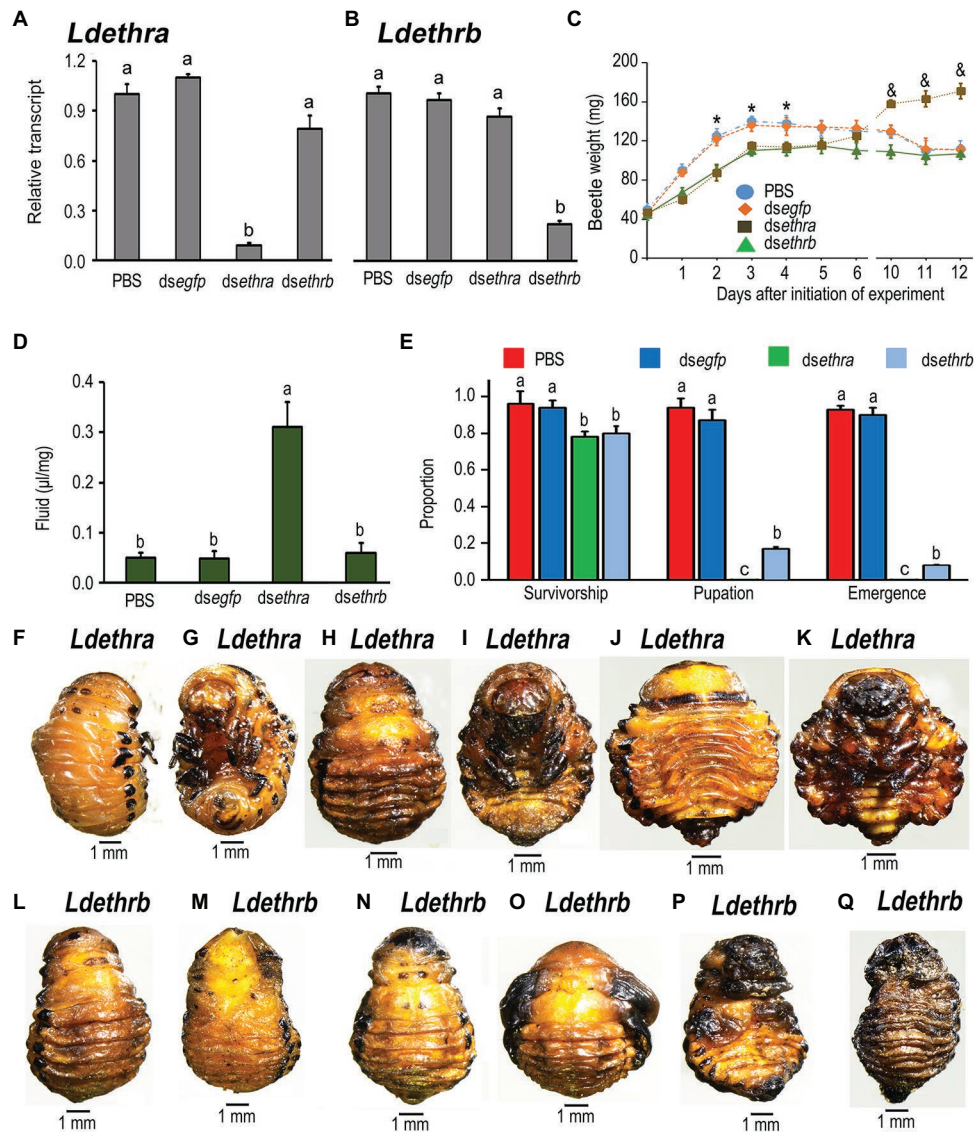 A
Ldethra
B
Ldethrb
C
Relative transcript
1.2
0.9
0.6
0.3
0.0
a
a
b
a
a
a
a
b
PBS
dsegfp
dsethra
dsethrb
PBS
dsegfp
dsethra
dsethrb
Beetle weight (mg)
200
160
120
80
40
0
*
*
*
&
&
&
PBS
dsegfp
dsethra
dsethrb
1
2
3
4
5
6
10
11
12
Days after initiation of experiment
D
Fluid (µl/mg)
0.4
0.3
0.2
0.1
0.0
b
b
a
b
PBS
dsegfp
dsethra
dsethrb
E
PBS
dsegfp
dsethra
dsethrb
Proportion
1.0
0.8
0.6
0.4
0.2
0.0
a
a
b
b
a
a
c
b
a
a
c
b
Survivorship
Pupation
Emergence
F
Ldethra
G
Ldethra
H
Ldethra
I
Ldethra
J
Ldethra
K
Ldethra
1 mm
1 mm
1 mm
1 mm
1 mm
1 mm
L
Ldethrb
M
Ldethrb
N
Ldethrb
O
Ldethrb
P
Ldethrb
Q
Ldethrb
1 mm
1 mm
1 mm
1 mm
1 mm
1 mm